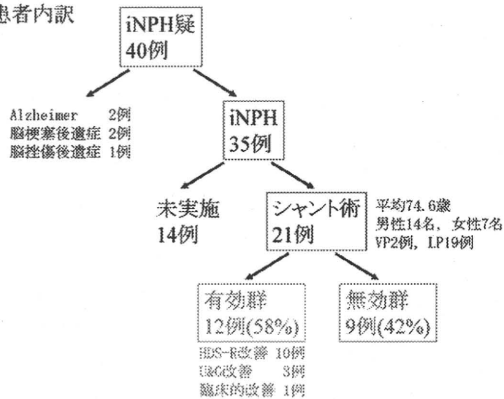 患者内訳
iNPH疑
40例
Alzheimer 2例
脳梗塞後遺症 2例
脳挫傷後遺症 1例
iNPH
35例
未実施
14例
シャント術
21例
平均74.6歳
男性14名, 女性7名
VP2例, LP19例
有効群
12例(58%)
無効群
9例(42%)
HDS-R改善 10例
U&G改善 3例
臨床的改善 1例